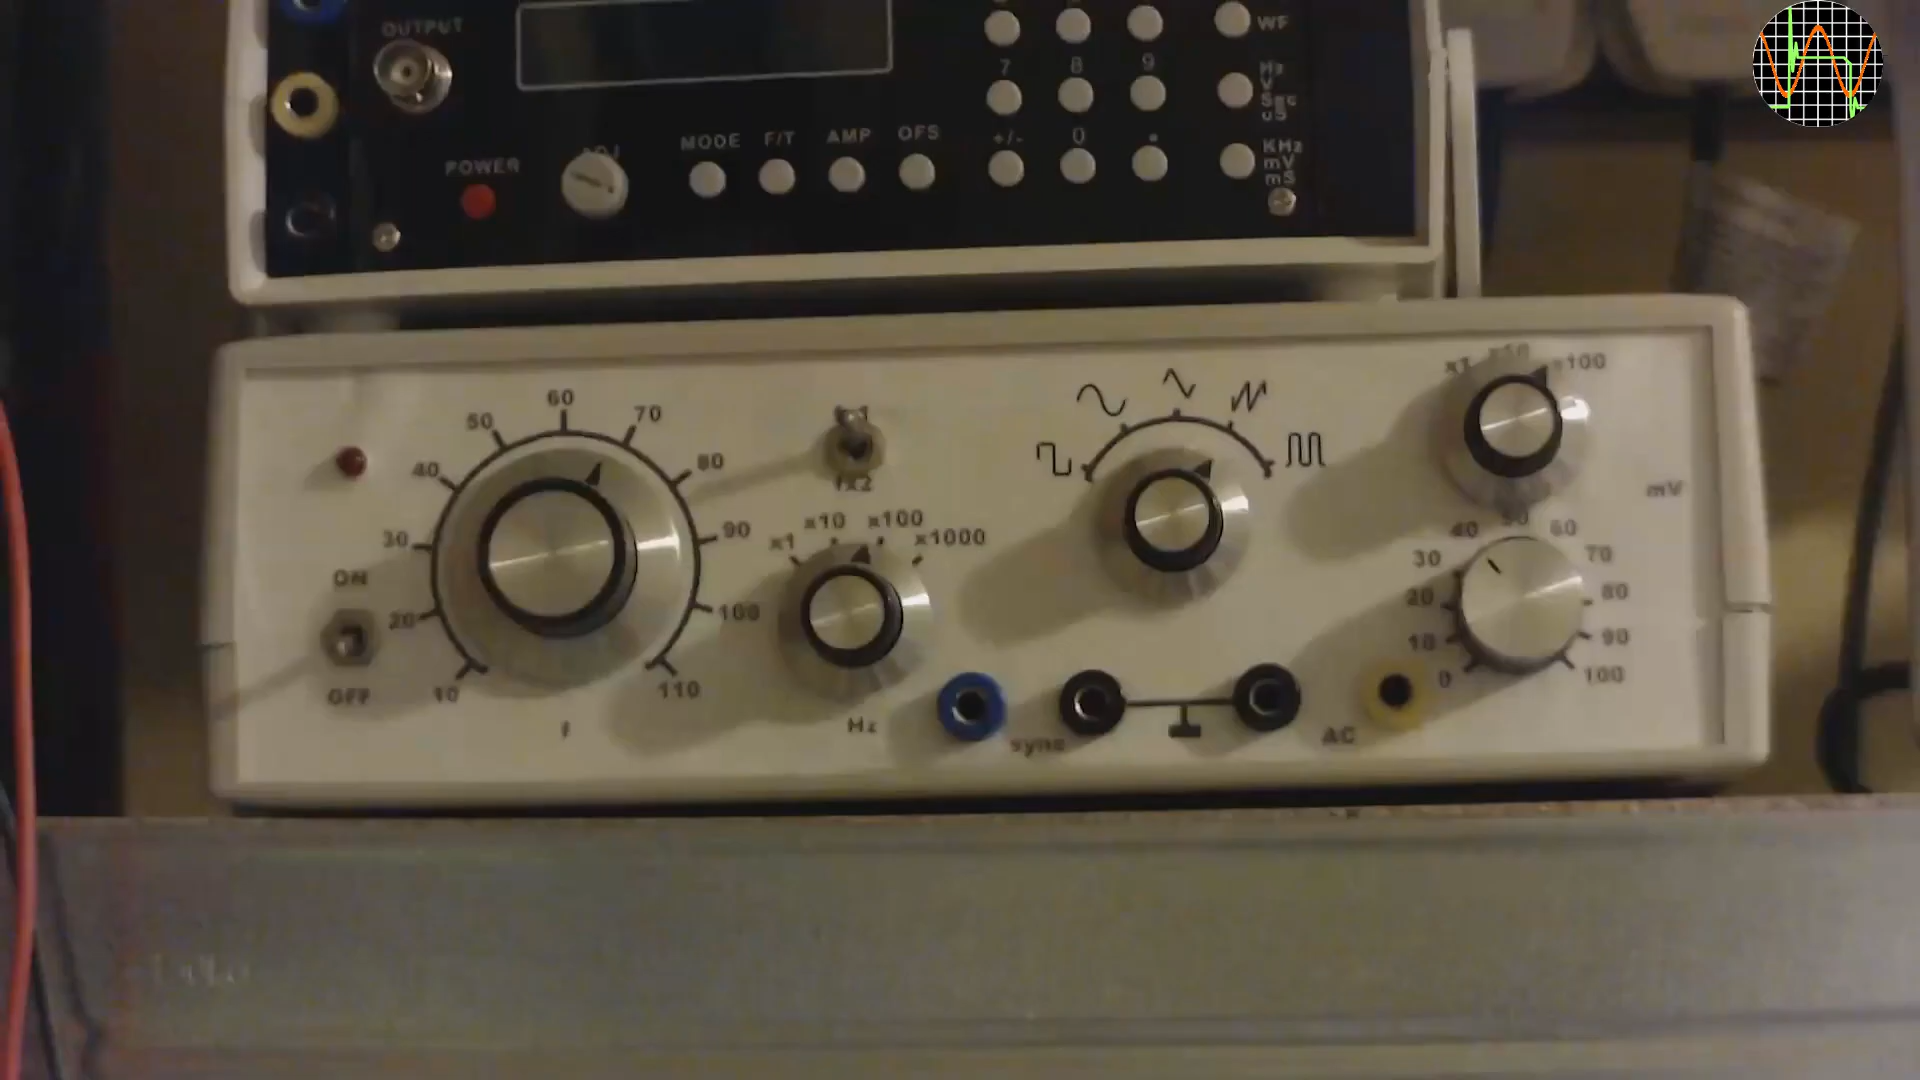 OUTPUT
WF
7 8 9
Hz
V
Sec
uS
+/- 0 .
KHz
mV
mS
POWER
MODE F/T AMP OFS
10 20 30 40 50 60 70 80 90 100 110
f
ON
OFF
fx2
x1 x10 x100 x1000
Hz
sync
AC
x1 x100
mV
0 10 20 30 40 50 60 70 80 90 100